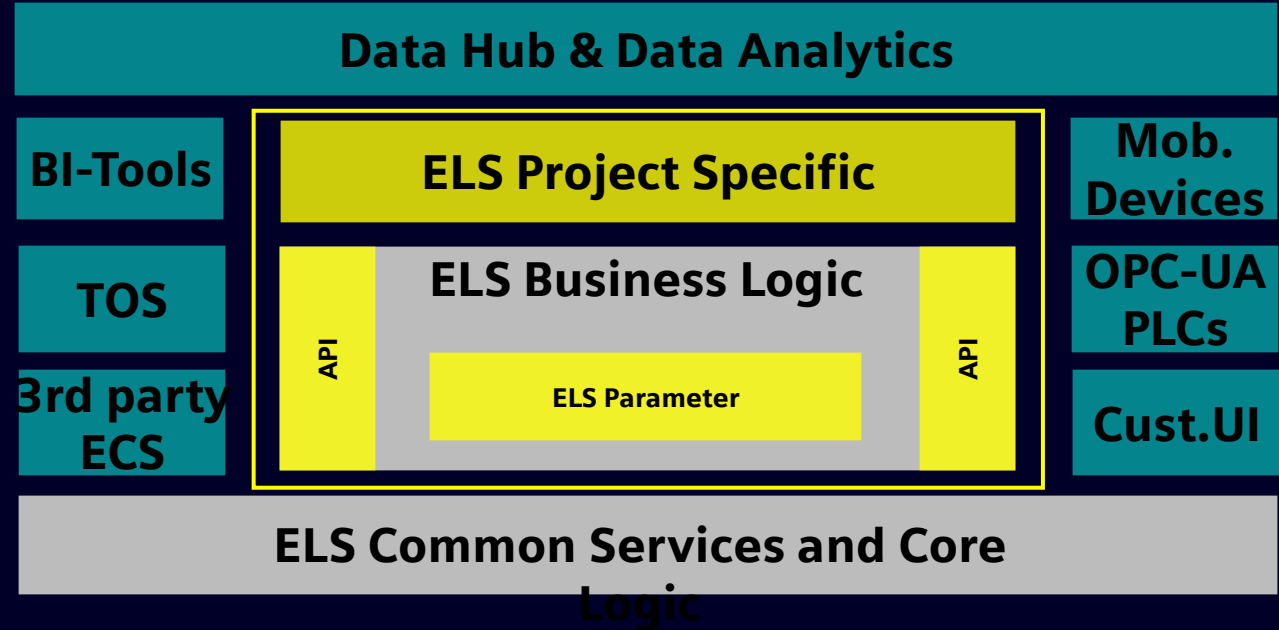 Data Hub & Data Analytics
BI-Tools
ELS Project Specific
Mob.
Devices
TOS
API
ELS Business Logic
ELS Parameter
API
OPC-UA
PLCs
3rd party
ECS
Cust.UI
ELS Common Services and Core
Logic